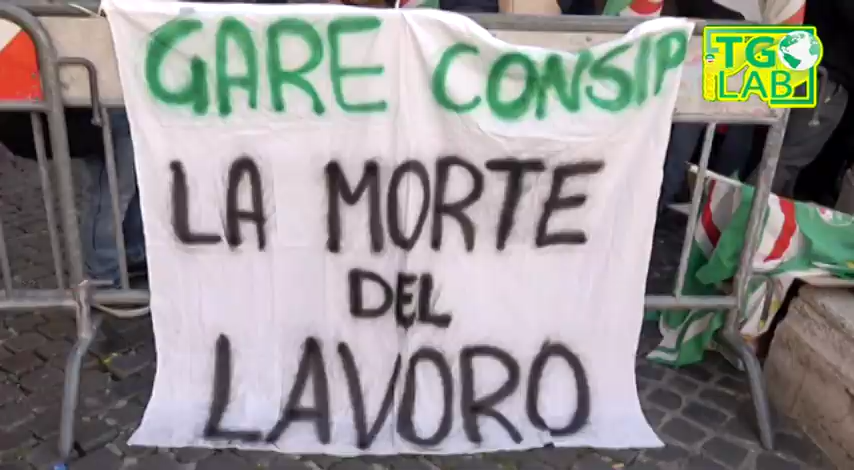 GARE CONSIP
LA MORTE
DEL
LAVORO
TG
LAB